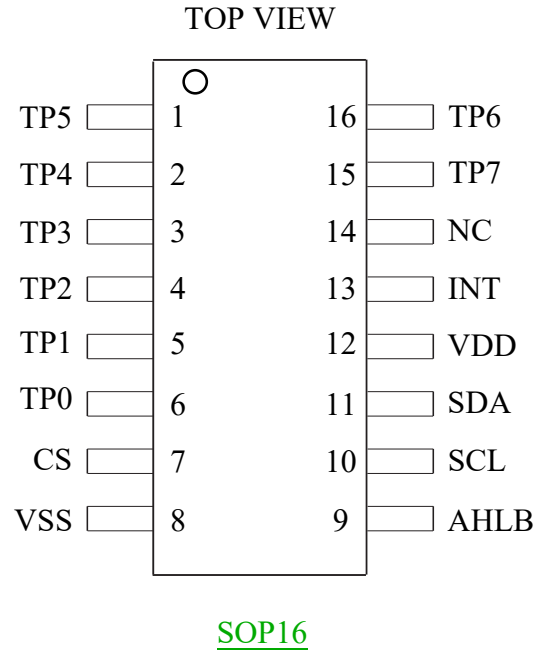 TOP VIEW
TP5 1 16 TP6
TP4 2 15 TP7
TP3 3 14 NC
TP2 4 13 INT
TP1 5 12 VDD
TP0 6 11 SDA
CS 7 10 SCL
VSS 8 9 AHLB
SOP16